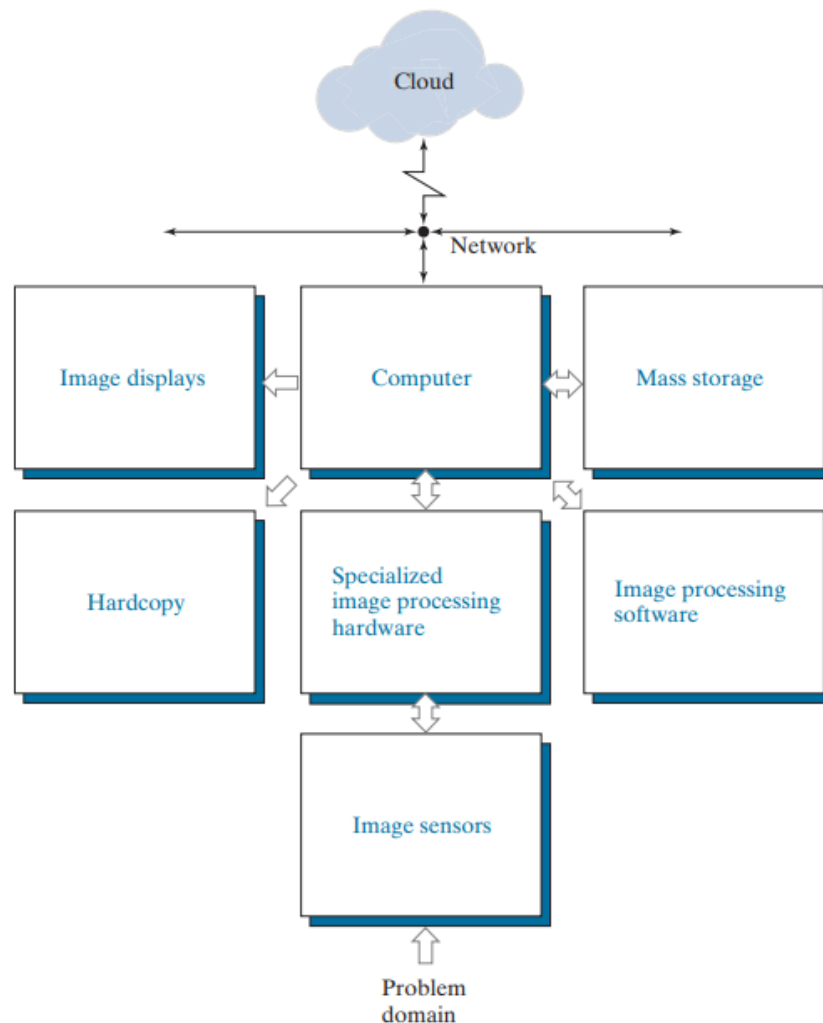 Cloud
Network
Image displays
Computer
Mass storage
Hardcopy
Specialized
image processing
hardware
Image processing
software
Image sensors
Problem
domain